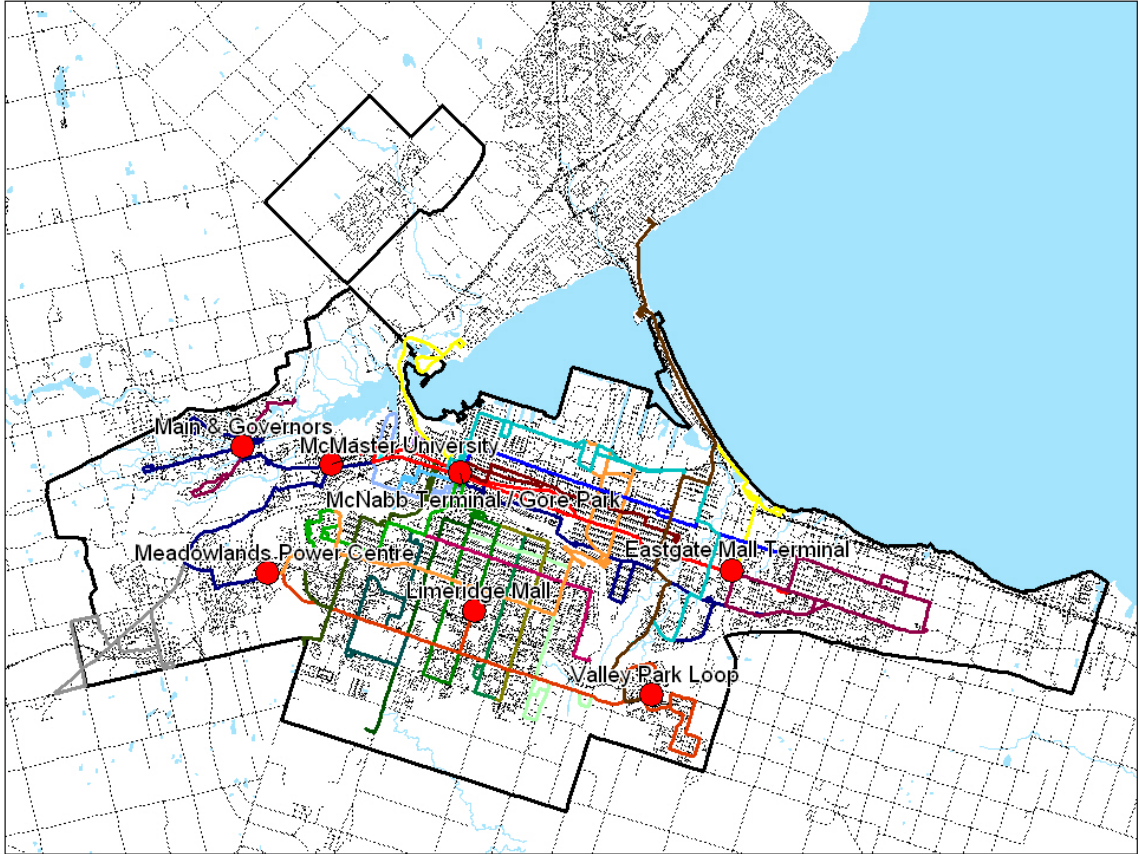 Main & Governors
McMaster University
McNabb Terminal / Gore Park
Meadowlands Power Centre
Eastgate Mall Terminal
Limeridge Mall
Valley Park Loop